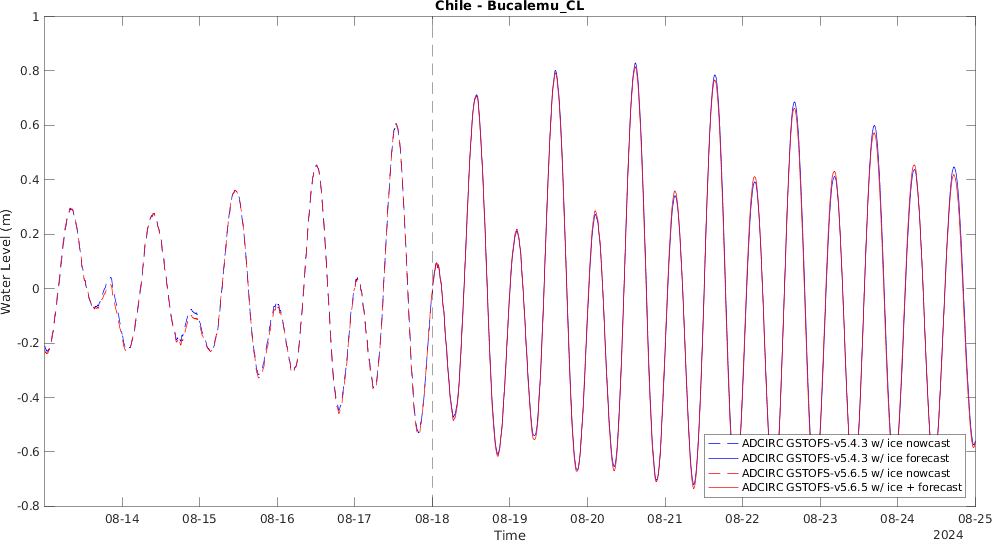 Chile - Bucalemu_CL
1
0.8
0.6
0.4
0.2
0
-0.2
-0.4
-0.6
-0.8
Water Level (m)
ADCIRC GSTOFS-v5.4.3 w/ ice nowcast
ADCIRC GSTOFS-v5.4.3 w/ ice forecast
ADCIRC GSTOFS-v5.6.5 w/ ice nowcast
ADCIRC GSTOFS-v5.6.5 w/ ice + forecast
08-14 08-15 08-16 08-17 08-18 08-19 08-20 08-21 08-22 08-23 08-24 08-25
Time
2024